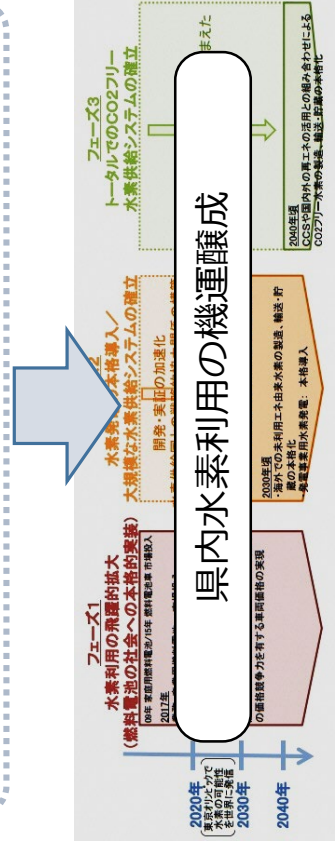 フェーズ1
水素利用の飛躍的拡大
(燃料電池の社会への本格的実装)
09年 家庭用燃料電池/15年 燃料電池車 市場投入
2017年
の価格競争力を有する車両価格の実現
大規模な水素供給システムの確立
開発・実証の加速化
2030年頃
・海外での未利用エネ由来水素の製造、輸送・貯
蔵の本格化
・発電事業用水素発電: 本格導入
フェーズ3
トータルでのCO2フリー
水素供給システムの確立
まえた
2040年頃
CCSや国内外の再エネの活用との組み合わせによる
CO2フリー水素の製造、輸送・貯蔵の本格化
県内水素利用の機運醸成
2020年
東京オリンピックで
水素の可能性
を世界に発信
2030年
2040年